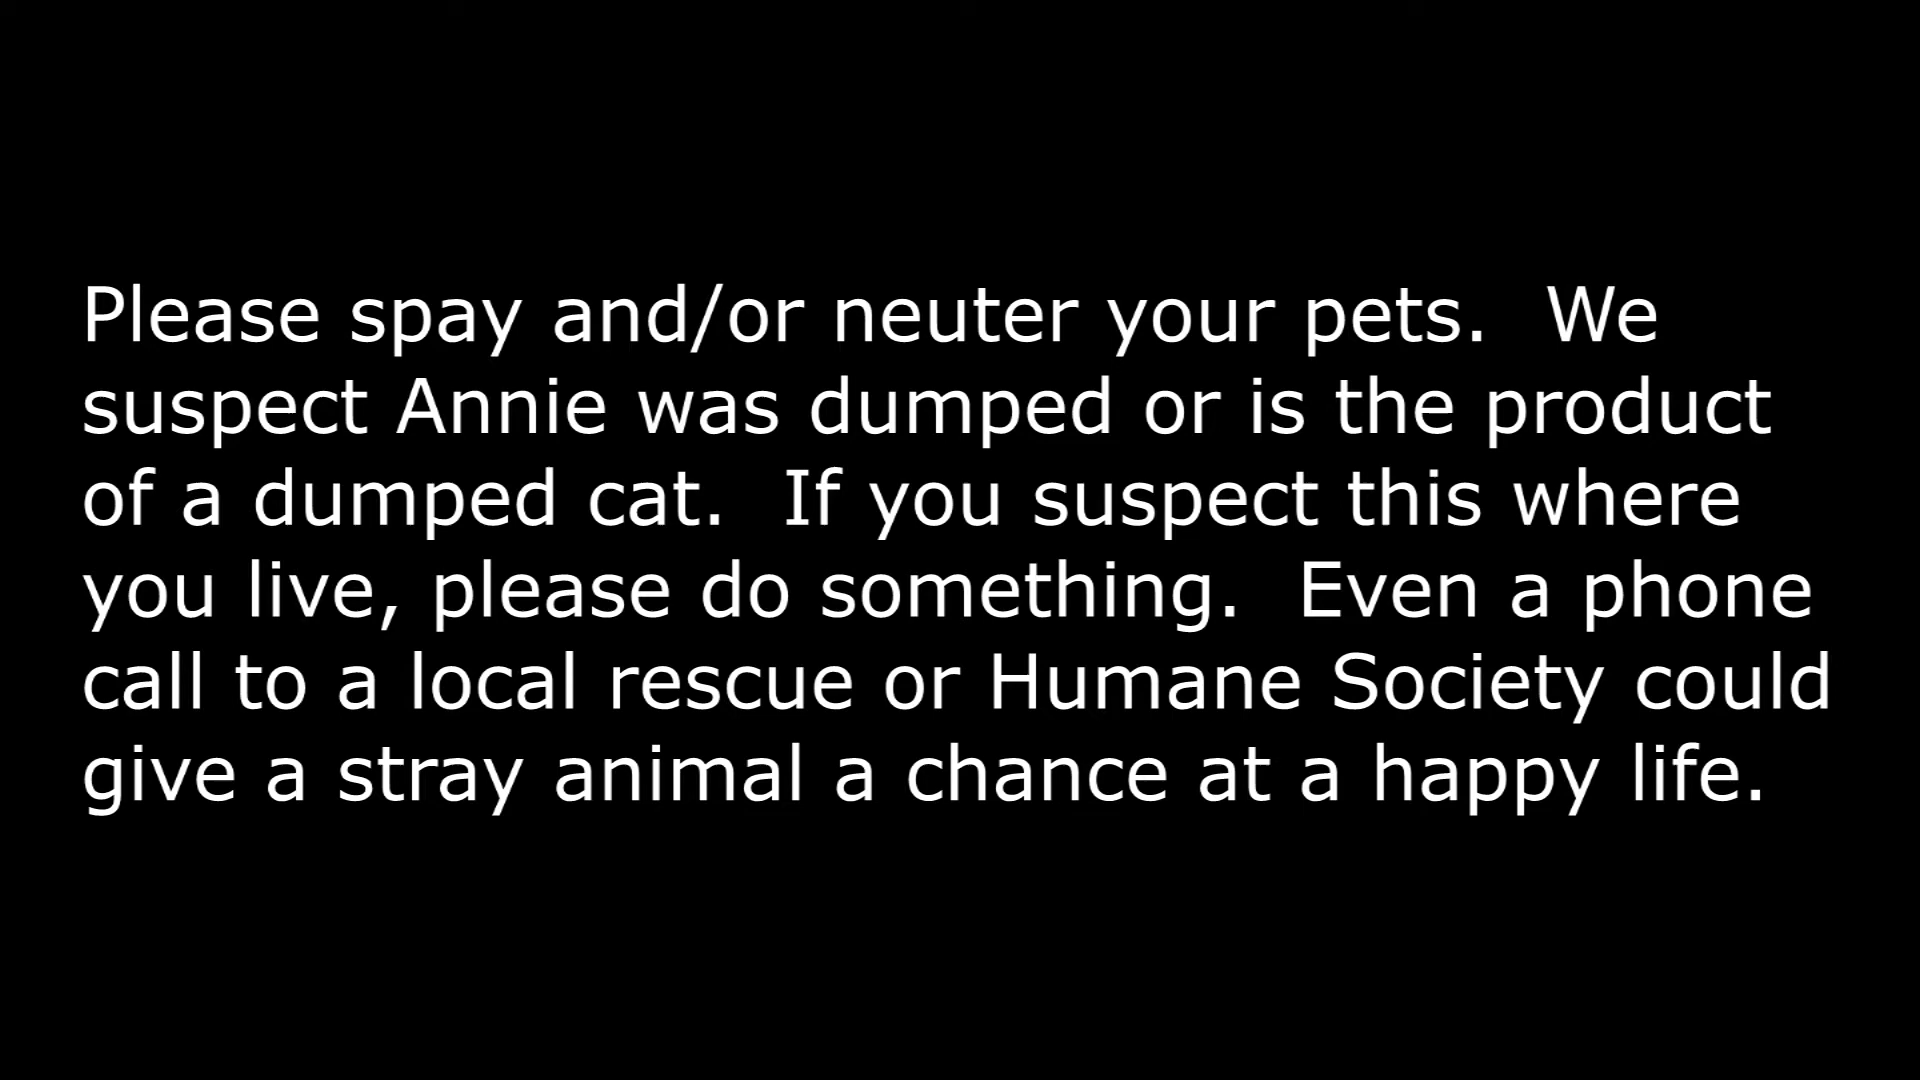 Please spay and/or neuter your pets.  We
suspect Annie was dumped or is the product
of a dumped cat.  If you suspect this where
you live, please do something.  Even a phone
call to a local rescue or Humane Society could
give a stray animal a chance at a happy life.